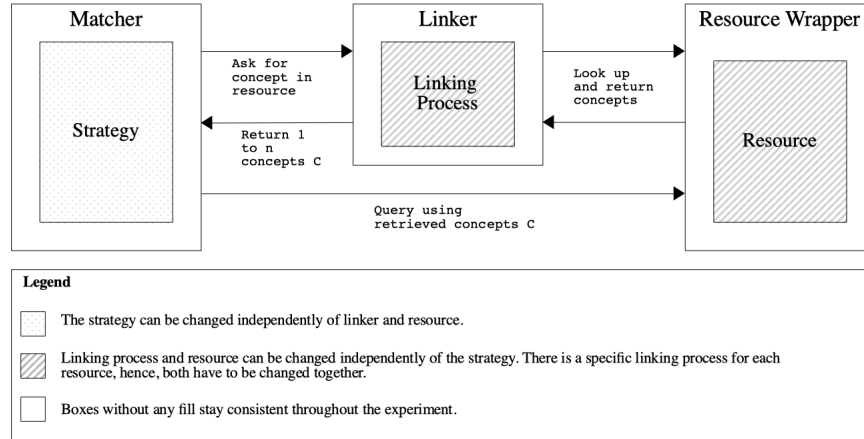 Matcher
Linker
Resource Wrapper
Ask for
concept in
resource
Linking
Process
Look up
and return
concepts
Strategy
Return 1
to n
concepts C
Resource
Query using
retrieved concepts C
Legend
The strategy can be changed independently of linker and resource.
Linking process and resource can be changed independently of the strategy. There is a specific linking process for each
resource, hence, both have to be changed together.
Boxes without any fill stay consistent throughout the experiment.